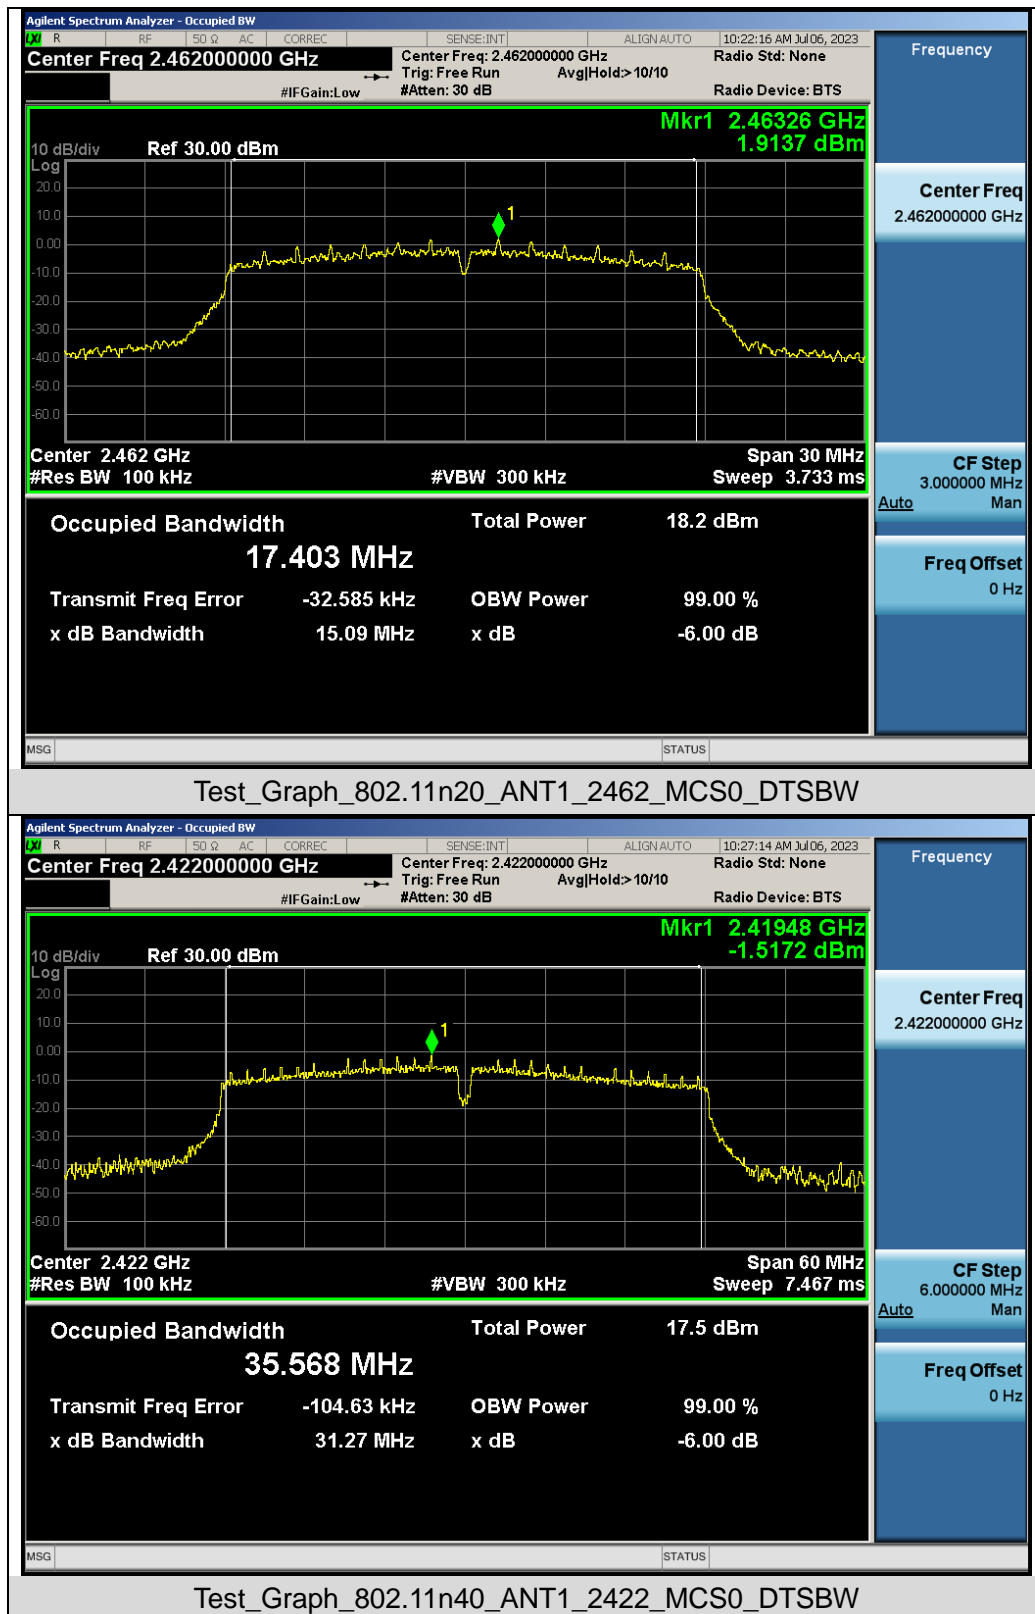 Agilent Spectrum Analyzer - Occupied BW
LXI R RF 50 Ω AC CORREC SENSE:INT ALIGN AUTO 10:22:16 AM Jul 06, 2023
Center Freq 2.462000000 GHz Center Freq: 2.462000000 GHz Radio Std: None
Trig: Free Run Avg|Hold:> 10/10
#IFGain:Low #Atten: 30 dB Radio Device: BTS
Mkr1 2.46326 GHz
1.9137 dBm
10 dB/div Ref 30.00 dBm
Log
20.0
10.0
1
0.00
-10.0
-20.0
-30.0
-40.0
-50.0
-60.0
Center 2.462 GHz Span 30 MHz
#Res BW 100 kHz #VBW 300 kHz Sweep 3.733 ms
Occupied Bandwidth Total Power 18.2 dBm
17.403 MHz
Transmit Freq Error -32.585 kHz OBW Power 99.00 %
x dB Bandwidth 15.09 MHz x dB -6.00 dB
MSG STATUS
Frequency
Center Freq
2.462000000 GHz
CF Step
3.000000 MHz
Auto Man
Freq Offset
0 Hz
Test_Graph_802.11n20_ANT1_2462_MCS0_DTSBW
Agilent Spectrum Analyzer - Occupied BW
LXI R RF 50 Ω AC CORREC SENSE:INT ALIGN AUTO 10:27:14 AM Jul 06, 2023
Center Freq 2.422000000 GHz Center Freq: 2.422000000 GHz Radio Std: None
Trig: Free Run Avg|Hold:> 10/10
#IFGain:Low #Atten: 30 dB Radio Device: BTS
Mkr1 2.41948 GHz
-1.5172 dBm
10 dB/div Ref 30.00 dBm
Log
20.0
10.0
1
0.00
-10.0
-20.0
-30.0
-40.0
-50.0
-60.0
Center 2.422 GHz Span 60 MHz
#Res BW 100 kHz #VBW 300 kHz Sweep 7.467 ms
Occupied Bandwidth Total Power 17.5 dBm
35.568 MHz
Transmit Freq Error -104.63 kHz OBW Power 99.00 %
x dB Bandwidth 31.27 MHz x dB -6.00 dB
MSG STATUS
Frequency
Center Freq
2.422000000 GHz
CF Step
6.000000 MHz
Auto Man
Freq Offset
0 Hz
Test_Graph_802.11n40_ANT1_2422_MCS0_DTSBW